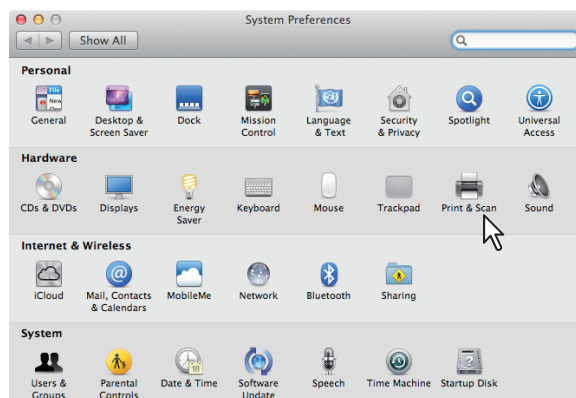 System Preferences
Show All
Personal
General
Desktop &
Screen Saver
Dock
Mission
Control
Language
& Text
Security
& Privacy
Spotlight
Universal
Access
Hardware
CDs & DVDs
Displays
Energy
Saver
Keyboard
Mouse
Trackpad
Print & Scan
Sound
Internet & Wireless
iCloud
Mail, Contacts
& Calendars
MobileMe
Network
Bluetooth
Sharing
System
Users &
Groups
Parental
Controls
Date & Time
Software
Update
Speech
Time Machine
Startup Disk